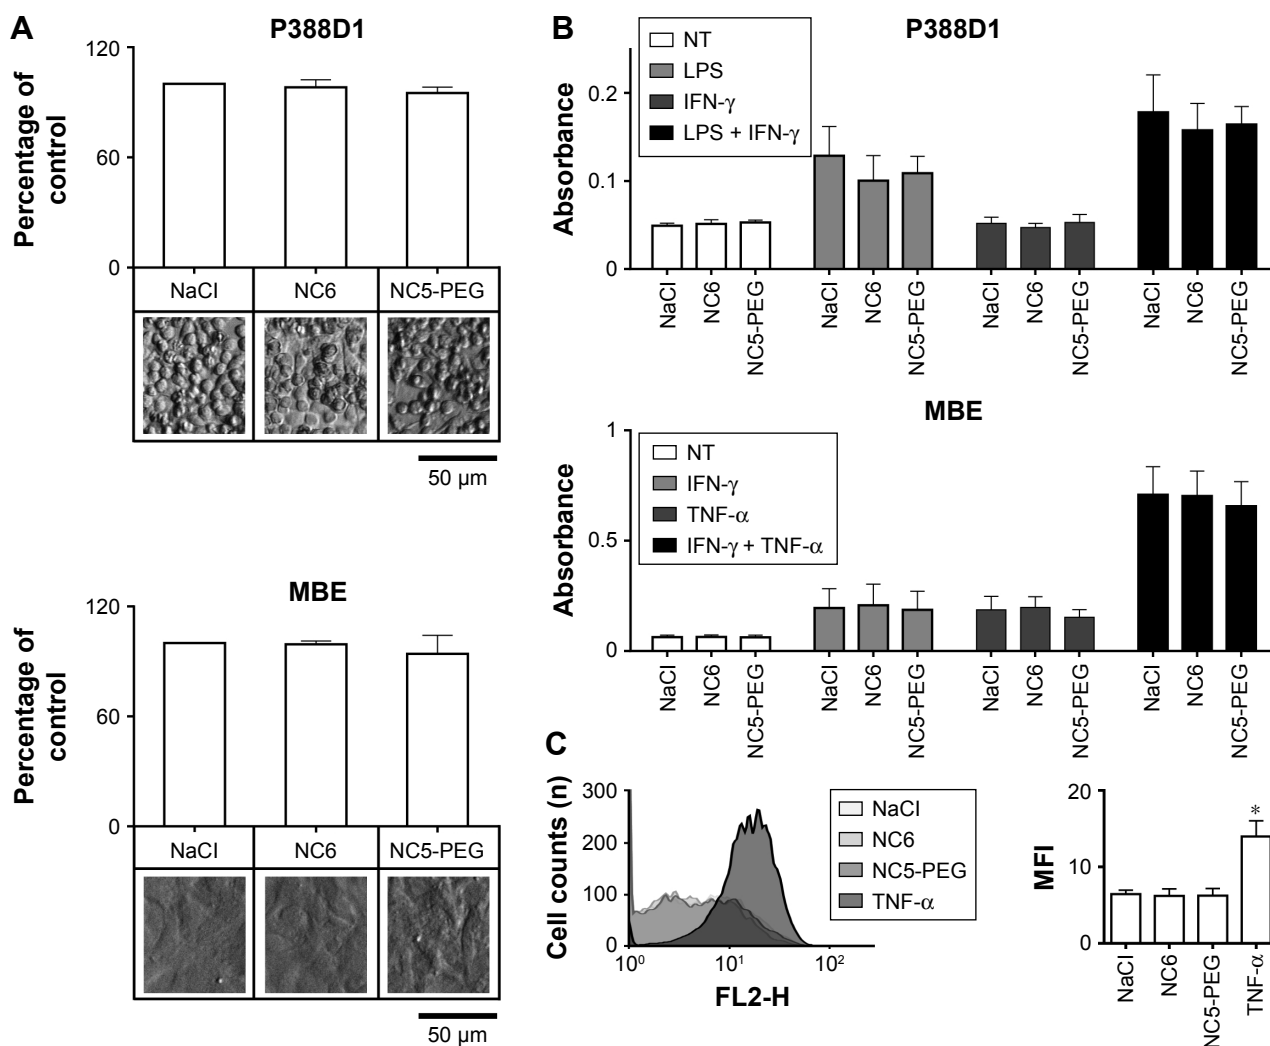 A
P388D1
Percentage of
control
120
60
0
NaCl
NC6
NC5-PEG
50 µm
MBE
Percentage of
control
120
60
0
NaCl
NC6
NC5-PEG
50 µm
B
P388D1
NT
LPS
IFN-γ
LPS + IFN-γ
Absorbance
0.2
0.1
0
NaCl
NC6
NC5-PEG
NaCl
NC6
NC5-PEG
NaCl
NC6
NC5-PEG
NaCl
NC6
NC5-PEG
MBE
NT
IFN-γ
TNF-α
IFN-γ + TNF-α
Absorbance
1
0.5
0
NaCl
NC6
NC5-PEG
NaCl
NC6
NC5-PEG
NaCl
NC6
NC5-PEG
NaCl
NC6
NC5-PEG
C
Cell counts (n)
300
200
100
0
10⁰
10¹
10²
FL2-H
NaCl
NC6
NC5-PEG
TNF-α
MFI
20
10
0
*
NaCl
NC6
NC5-PEG
TNF-α